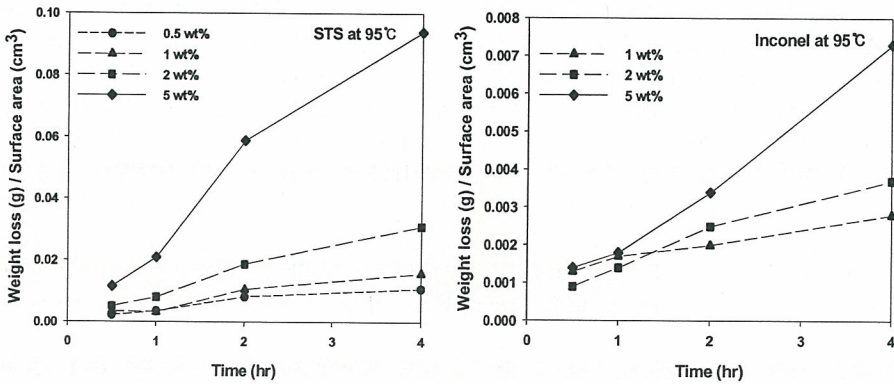 STS at 95℃
0.5 wt%
1 wt%
2 wt%
5 wt%
Weight loss (g) / Surface area (cm³)
0.10
0.08
0.06
0.04
0.02
0.00
0 1 2 3 4
Time (hr)
Inconel at 95℃
1 wt%
2 wt%
5 wt%
Weight loss (g) / Surface area (cm³)
0.008
0.007
0.006
0.005
0.004
0.003
0.002
0.001
0.000
0 1 2 3 4
Time (hr)